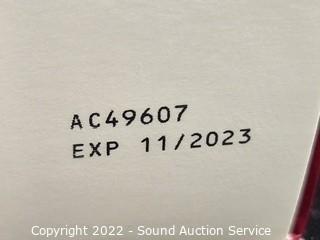 AC49607
EXP 11/2023
Copyright 2022 - Sound Auction Service